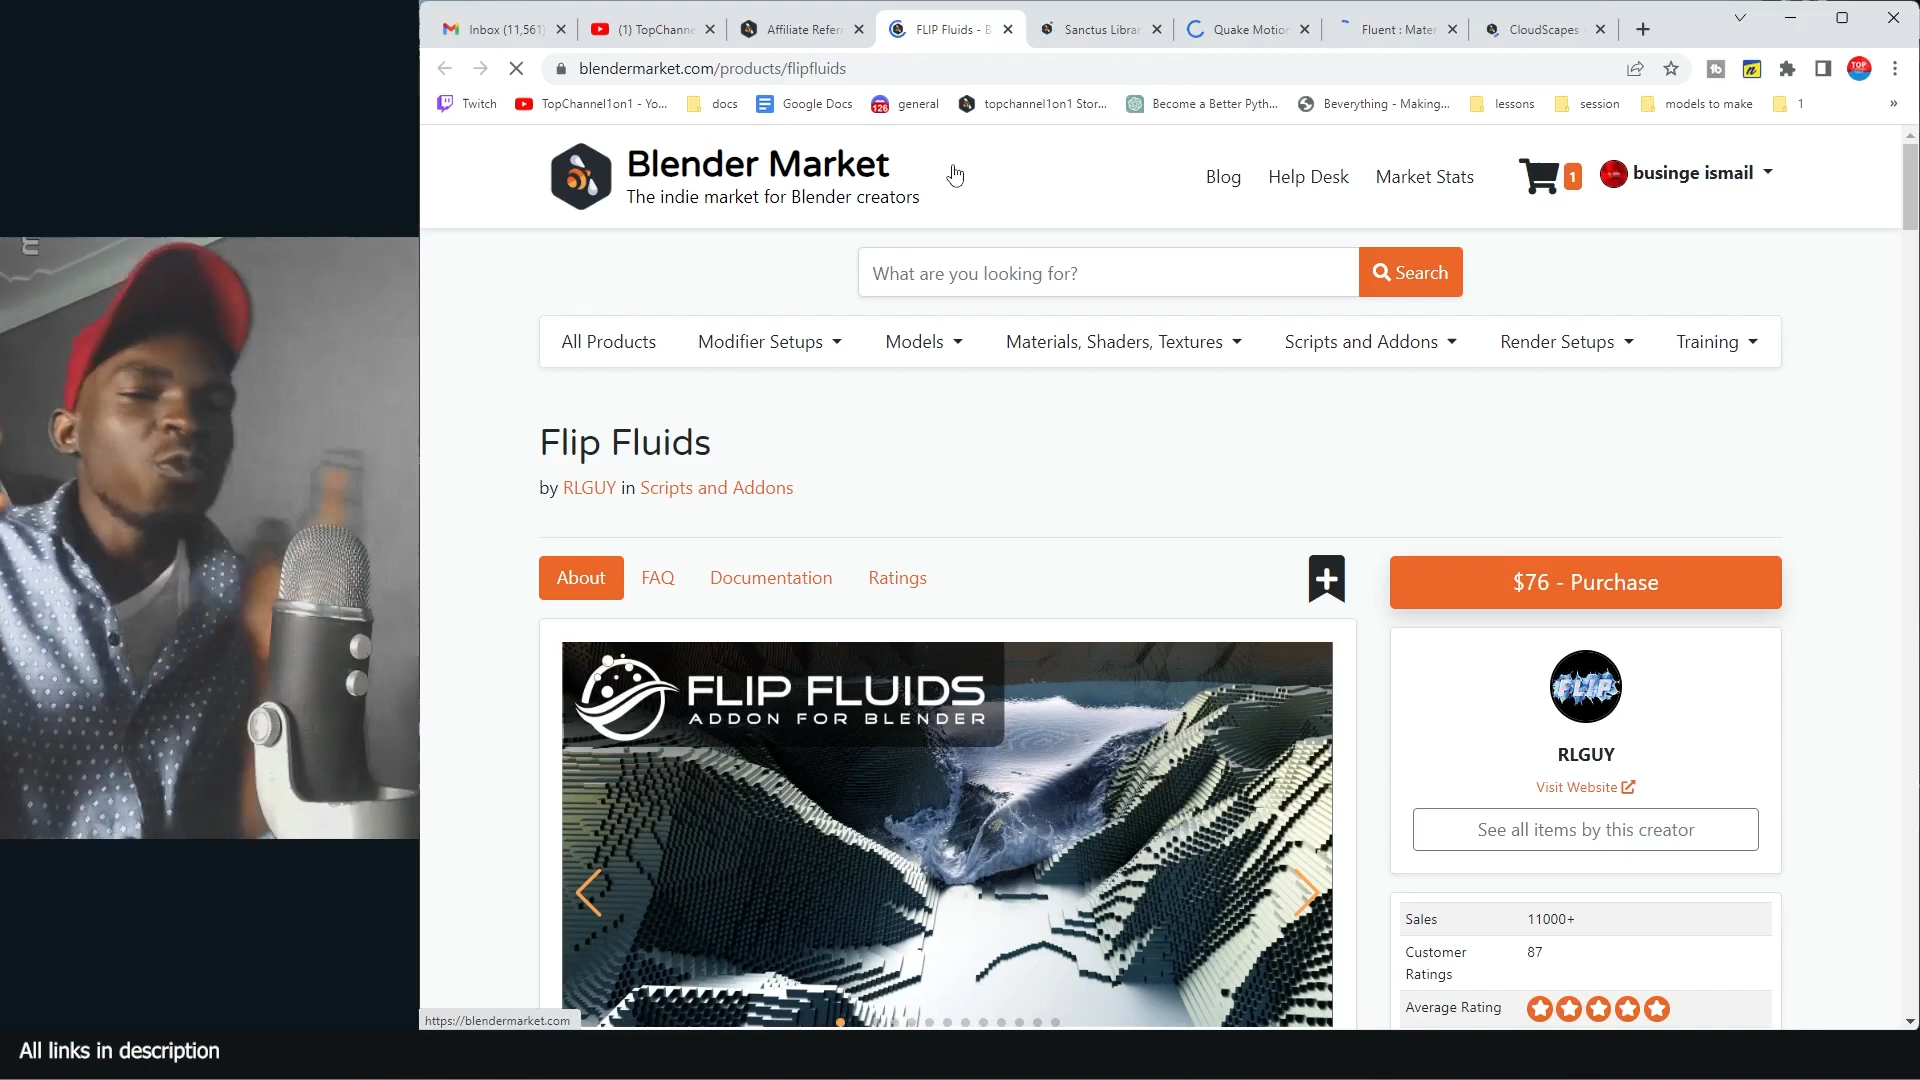 Inbox (11,561)
(1) TopChanne
Affiliate Refer
FLIP Fluids - B
Sanctus Librar
Quake Motion
Fluent : Mater
CloudScapes
blendermarket.com/products/flipfluids
Twitch
TopChannel1on1 - Yo...
docs
Google Docs
general
topchannel1on1 Stor...
Become a Better Pyth...
Beverything - Making...
lessons
session
models to make
1
»
Blender Market
The indie market for Blender creators
Blog
Help Desk
Market Stats
1
businge ismail
What are you looking for?
Search
All Products
Modifier Setups
Models
Materials, Shaders, Textures
Scripts and Addons
Render Setups
Training
Flip Fluids
by RLGUY in Scripts and Addons
About
FAQ
Documentation
Ratings
$76 - Purchase
FLIP FLUIDS
ADDON FOR BLENDER
FLIP
RLGUY
Visit Website
See all items by this creator
Sales 11000+
Customer Ratings 87
Average Rating
https://blendermarket.com
All links in description